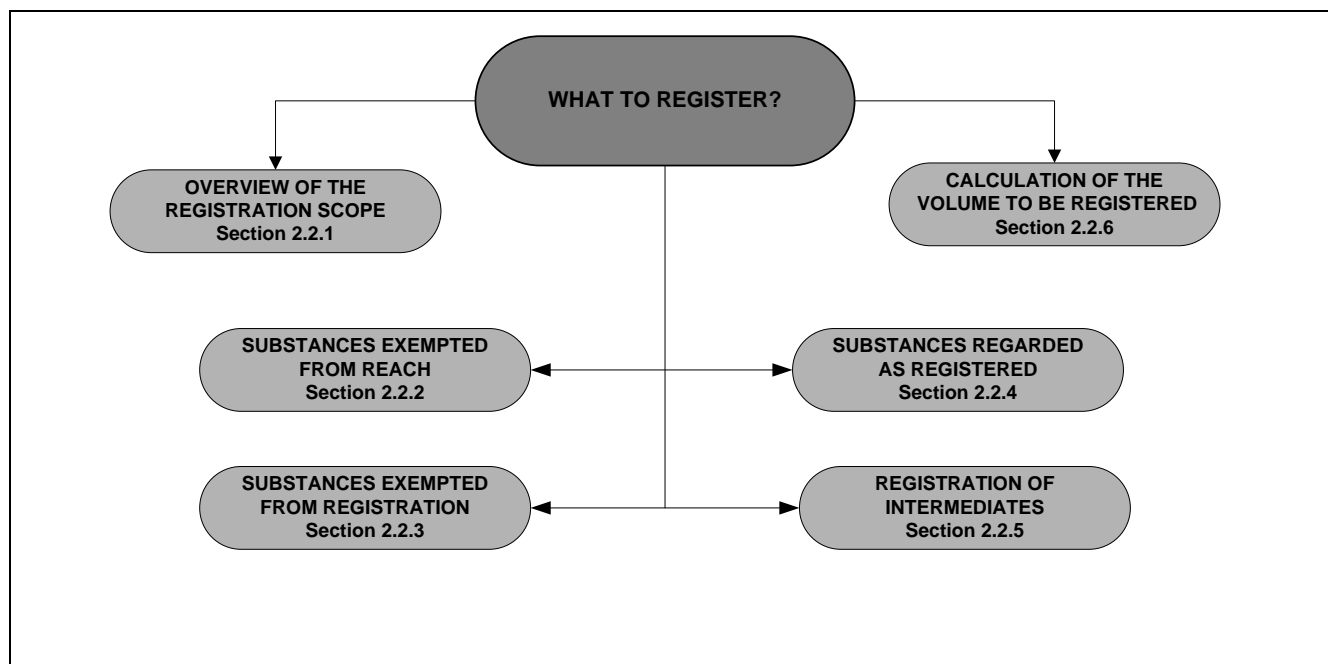 WHAT TO REGISTER?
OVERVIEW OF THE
REGISTRATION SCOPE
Section 2.2.1
CALCULATION OF THE
VOLUME TO BE REGISTERED
Section 2.2.6
SUBSTANCES EXEMPTED
FROM REACH
Section 2.2.2
SUBSTANCES REGARDED
AS REGISTERED
Section 2.2.4
SUBSTANCES EXEMPTED
FROM REGISTRATION
Section 2.2.3
REGISTRATION OF
INTERMEDIATES
Section 2.2.5